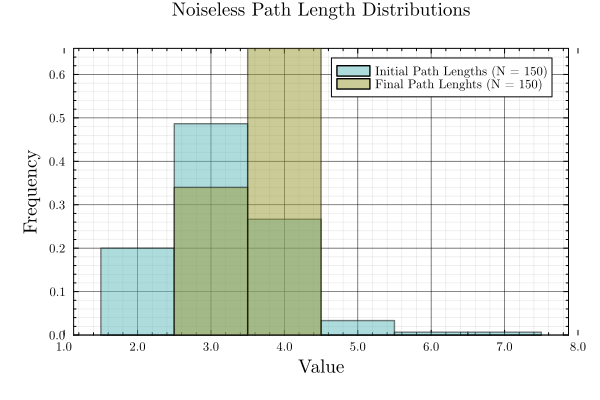 Noiseless Path Length Distributions
Initial Path Lengths (N = 150)
Final Path Lenghts (N = 150)
Frequency
0.6
0.5
0.4
0.3
0.2
0.1
0.0
1.0 2.0 3.0 4.0 5.0 6.0 7.0 8.0
Value